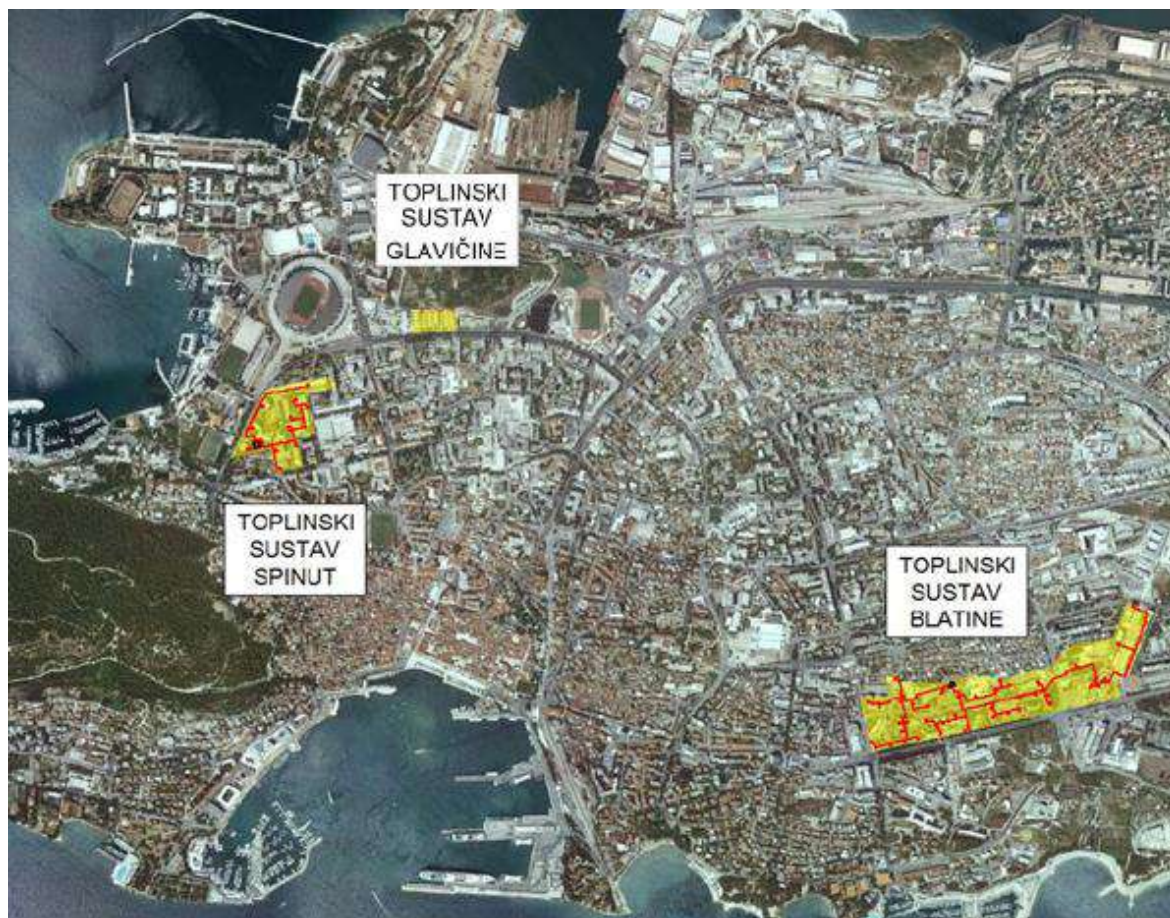 TOPLINSKI
SUSTAV
GLAVIČINE
TOPLINSKI
SUSTAV
SPINUT
TOPLINSKI
SUSTAV
BLATINE